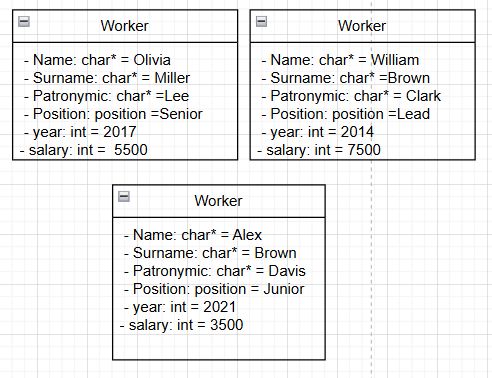 Worker
- Name: char* = Olivia
- Surname: char* = Miller
- Patronymic: char* =Lee
- Position: position =Senior
- year: int = 2017
- salary: int =  5500
Worker
- Name: char* = William
- Surname: char* =Brown
- Patronymic: char* = Clark
- Position: position =Lead
- year: int = 2014
- salary: int = 7500
Worker
- Name: char* = Alex
- Surname: char* = Brown
- Patronymic: char* = Davis
- Position: position = Junior
- year: int = 2021
- salary: int = 3500